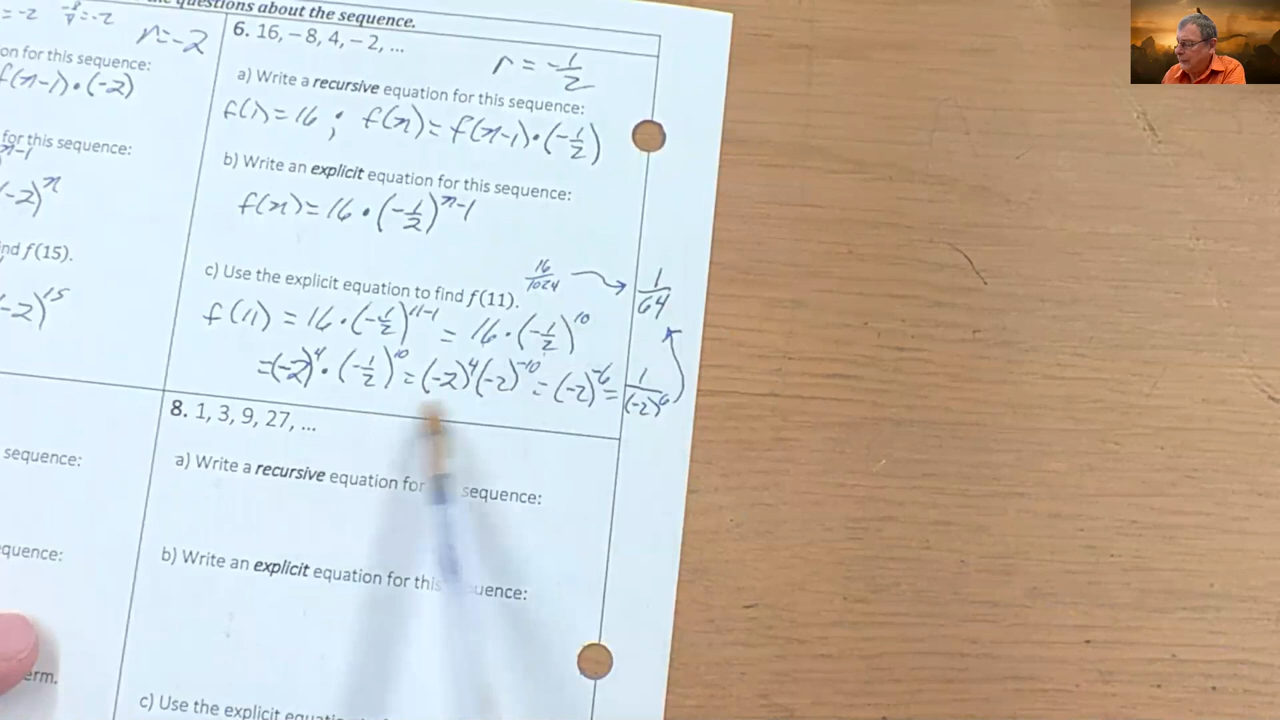 questions about the sequence.
= -2
= -2
r = -2
on for this sequence:
f(n-1)•(-2)
for this sequence:
n-1
-2)^n
nd f(15).
-2)^15
sequence:
equence:
erm.
6. 16, – 8, 4, – 2, ...
r = -1/2
a) Write a recursive equation for this sequence:
f(1) = 16 ; f(n) = f(n-1)•(-1/2)
b) Write an explicit equation for this sequence:
f(n) = 16•(-1/2)^n-1
c) Use the explicit equation to find f(11).
16/1024 → 1/64
f(11) = 16•(-1/2)^11-1 = 16•(-1/2)^10
=(-2)^4•(-1/2)^10 = (-2)^4(-2)^-10 = (-2)^-6 = 1/(-2)^6
8. 1, 3, 9, 27, ...
a) Write a recursive equation for sequence:
b) Write an explicit equation for this uence:
c) Use the explicit equati